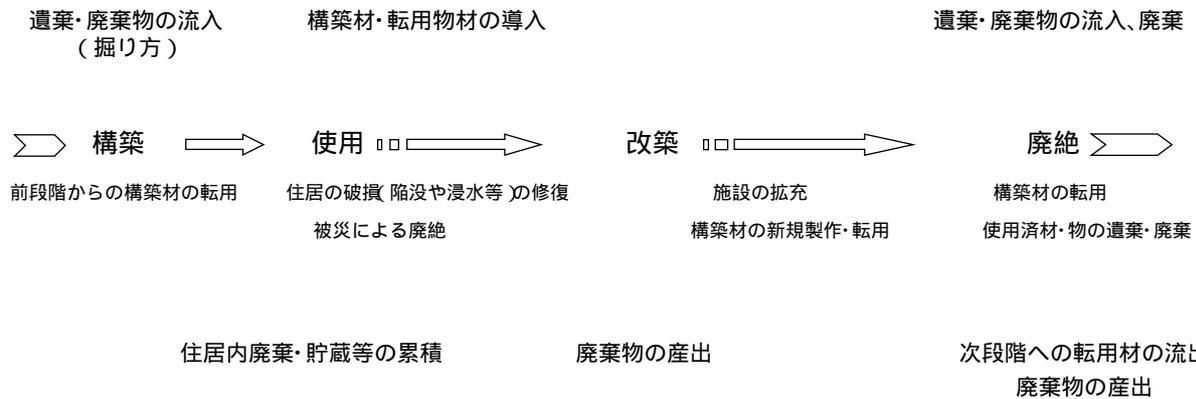 遺棄・廃棄物の流入
(掘り方)
構築材・転用物材の導入
遺棄・廃棄物の流入、廃棄
構築
使用
改築
廃絶
前段階からの構築材の転用
住居の破損(陥没や浸水等)の修復
施設の拡充
構築材の転用
被災による廃絶
構築材の新規製作・転用
使用済材・物の遺棄・廃棄
住居内廃棄・貯蔵等の累積
廃棄物の産出
次段階への転用材の流出
廃棄物の産出